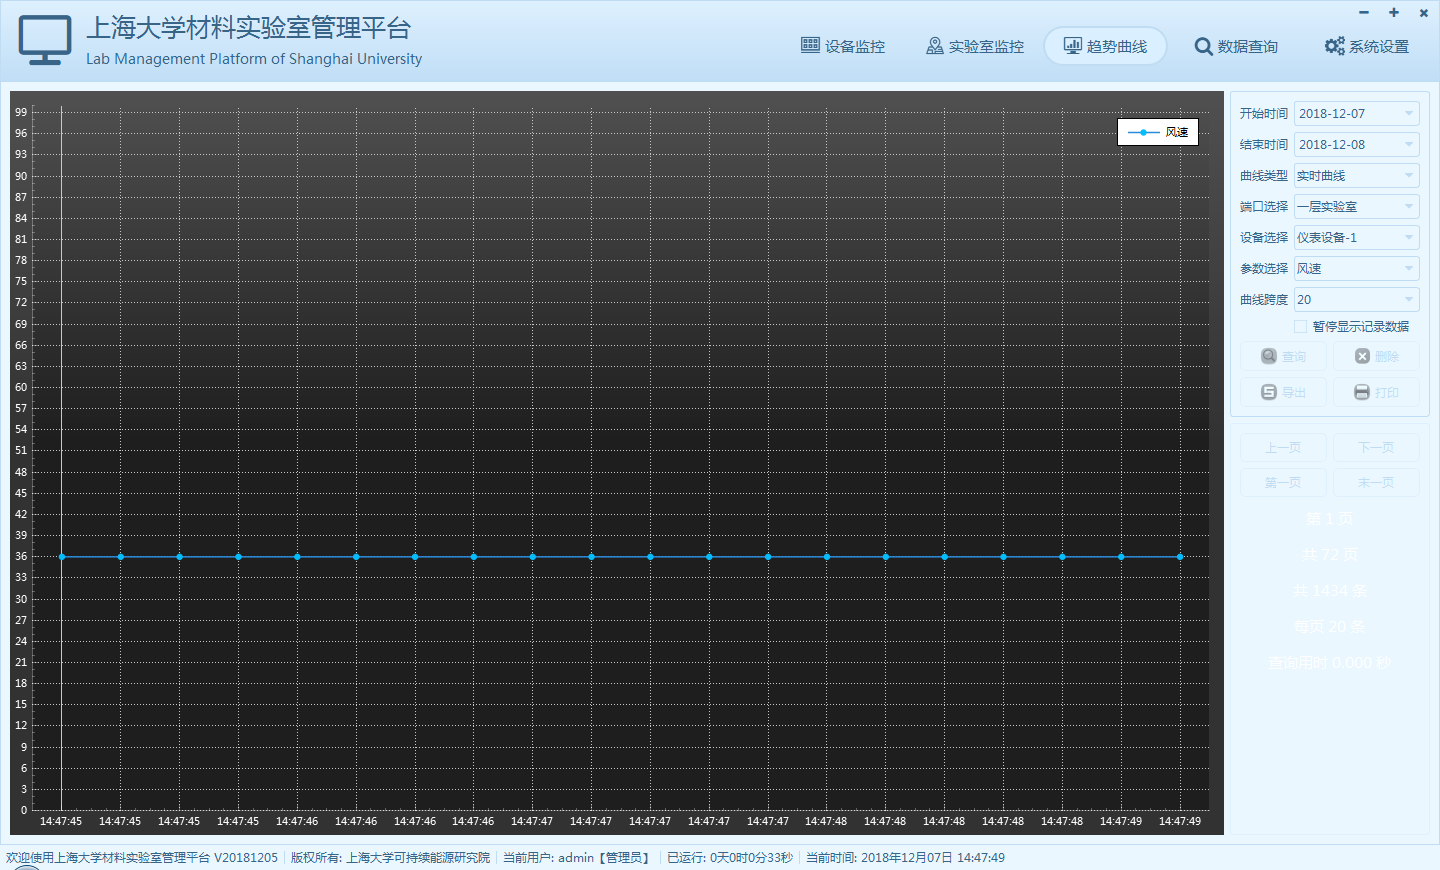 上海大学材料实验室管理平台
Lab Management Platform of Shanghai University
设备监控
实验室监控
趋势曲线
数据查询
系统设置
99
96
93
90
87
84
81
78
75
72
69
66
63
60
57
54
51
48
45
42
39
36
33
30
27
24
21
18
15
12
9
6
3
0
风速
14:47:45 14:47:45 14:47:45 14:47:45 14:47:46 14:47:46 14:47:46 14:47:46 14:47:47 14:47:47 14:47:47 14:47:47 14:47:47 14:47:48 14:47:48 14:47:48 14:47:48 14:47:48 14:47:49 14:47:49
开始时间 2018-12-07
结束时间 2018-12-08
曲线类型 实时曲线
端口选择 一层实验室
设备选择 仪表设备-1
参数选择 风速
曲线跨度 20
暂停显示记录数据
查询 删除
导出 打印
上一页 下一页
第一页 末一页
第 1 页
共 72 页
共 1434 条
每页 20 条
查询用时 0.000 秒
欢迎使用上海大学材料实验室管理平台 V20181205 版权所有: 上海大学可持续能源研究院 当前用户: admin【管理员】 已运行: 0天0时0分33秒 当前时间: 2018年12月07日 14:47:49